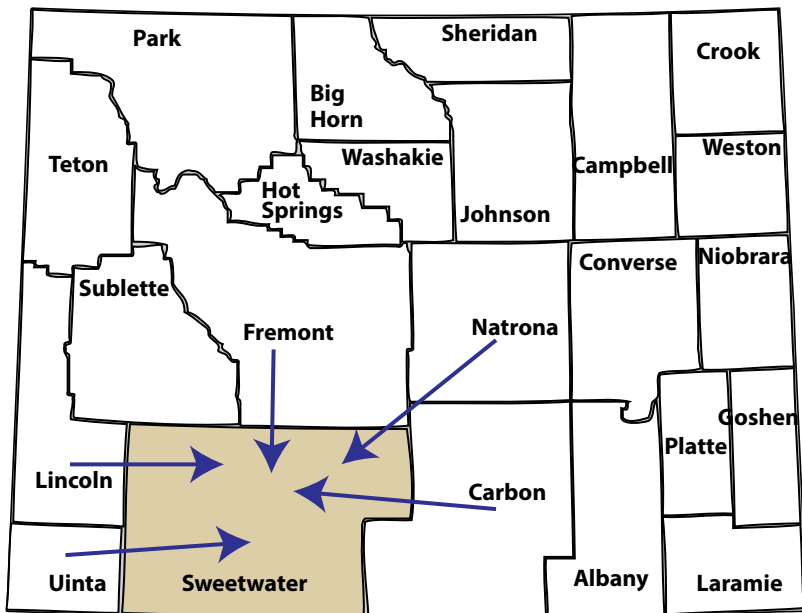 Sheridan
Park
Crook
Big
Horn
Weston
Washakie
Teton
Campbell
Hot
Springs
Johnson
Niobrara
Converse
Sublette
Natrona
Fremont
Goshen
Platte
Lincoln
Carbon
Albany
Uinta
Sweetwater
Laramie